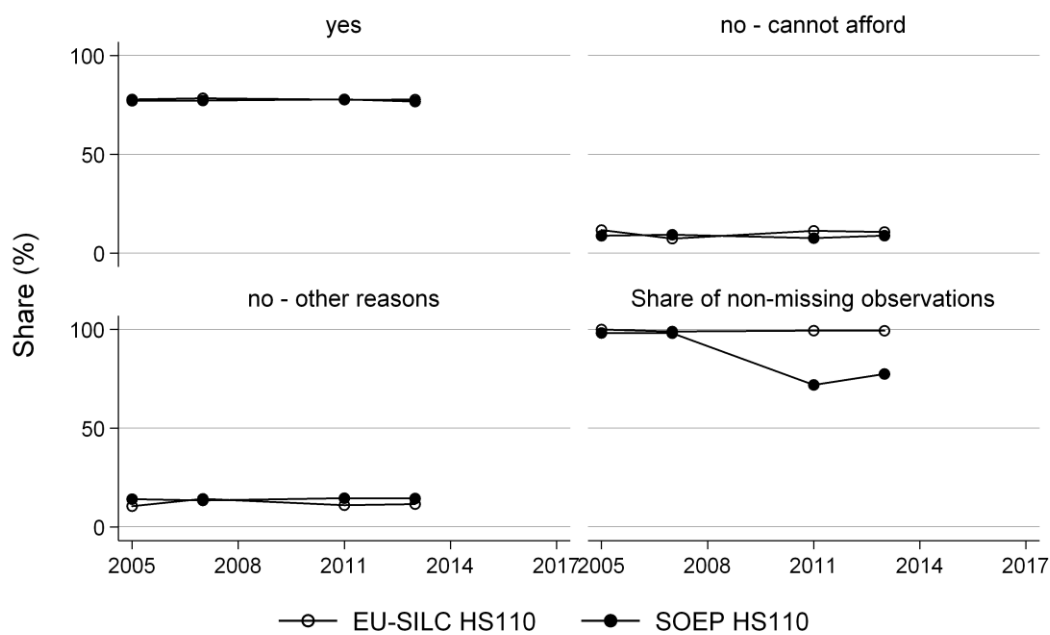 yes
no - cannot afford
100
50
0
no - other reasons
Share of non-missing observations
100
50
0
Share (%)
2005 2008 2011 2014 2017
2005 2008 2011 2014 2017
EU-SILC HS110 SOEP HS110